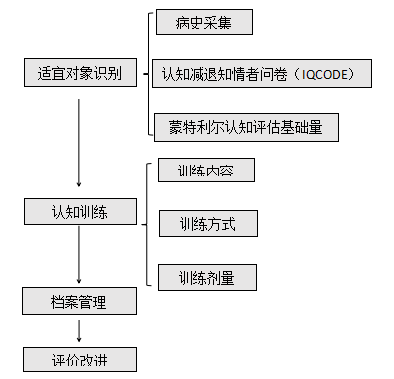 病史采集
适宜对象识别
认知减退知情者问卷（IQCODE）
蒙特利尔认知评估基础量
训练内容
认知训练
训练方式
训练剂量
档案管理
评价改进